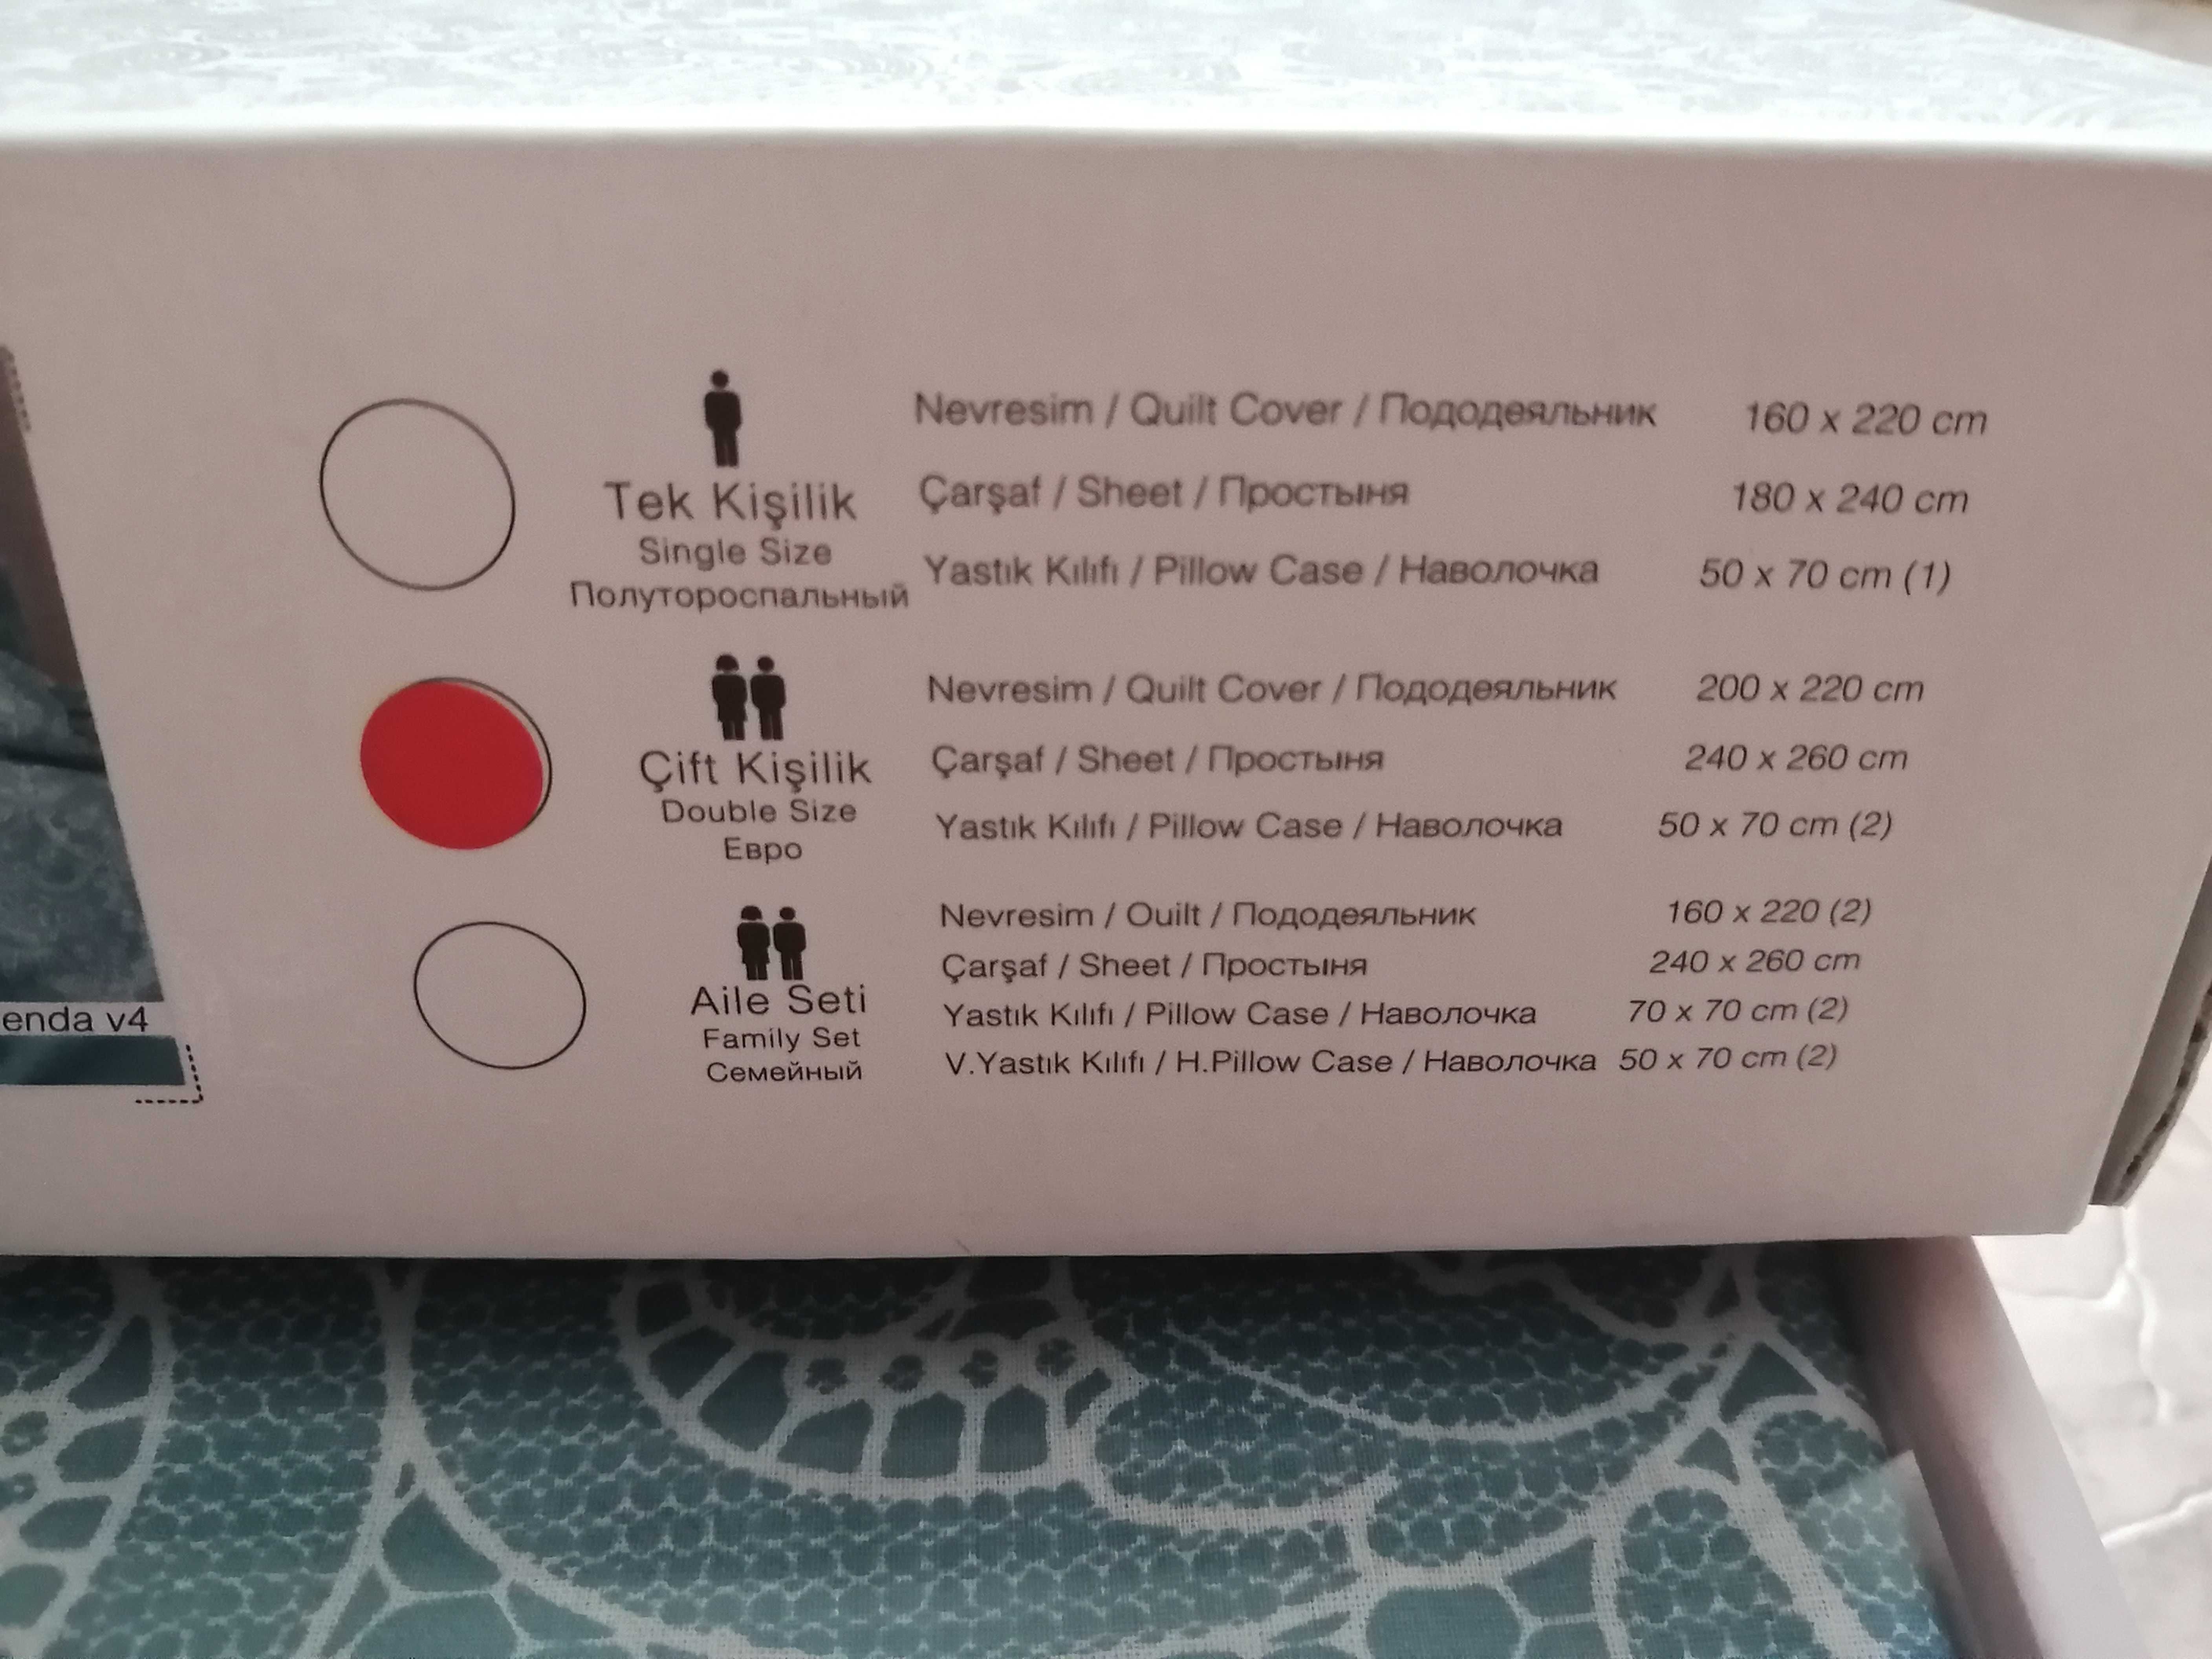 Tek Kişilik
Single Size
Полутороспальный
Nevresim / Quilt Cover / Пододеяльник 160 x 220 cm
Çarşaf / Sheet / Простыня 180 x 240 cm
Yastık Kılıfı / Pillow Case / Наволочка 50 x 70 cm (1)
Çift Kişilik
Double Size
Евро
Nevresim / Quilt Cover / Пододеяльник 200 x 220 cm
Çarşaf / Sheet / Простыня 240 x 260 cm
Yastık Kılıfı / Pillow Case / Наволочка 50 x 70 cm (2)
Aile Seti
Family Set
Семейный
Nevresim / Ouilt / Пододеяльник 160 x 220 (2)
Çarşaf / Sheet / Простыня 240 x 260 cm
Yastık Kılıfı / Pillow Case / Наволочка 70 x 70 cm (2)
V.Yastık Kılıfı / H.Pillow Case / Наволочка 50 x 70 cm (2)
enda v4